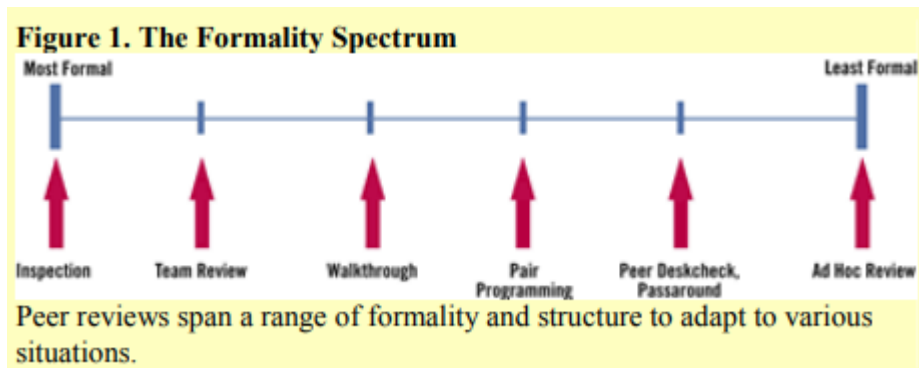 Figure 1. The Formality Spectrum
Most Formal Least Formal
Inspection Team Review Walkthrough Pair Peer Deskcheck, Ad Hoc Review
Programming Passaround
Peer reviews span a range of formality and structure to adapt to various
situations.